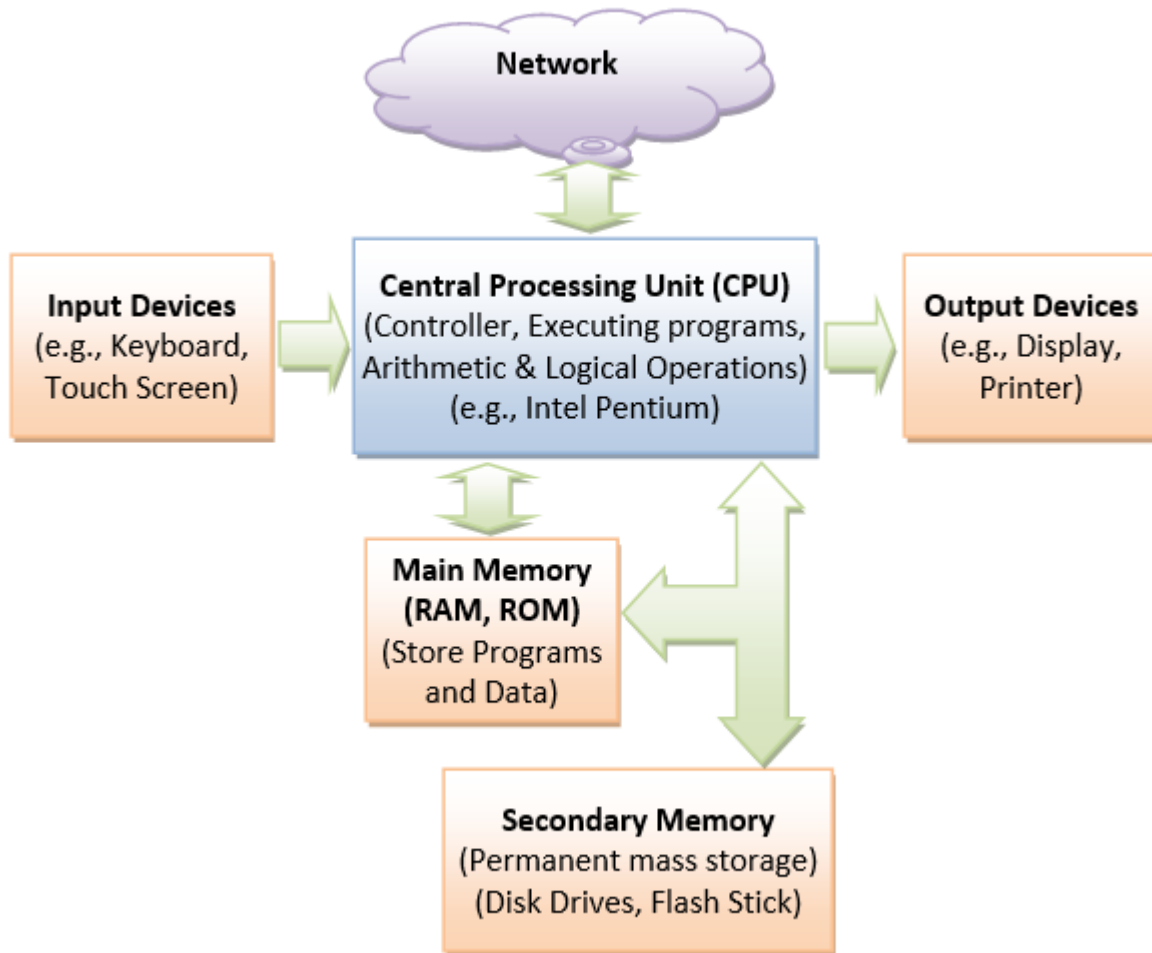 Network
Central Processing Unit (CPU)
(Controller, Executing programs,
Arithmetic & Logical Operations)
(e.g., Intel Pentium)
Input Devices
(e.g., Keyboard,
Touch Screen)
Output Devices
(e.g., Display,
Printer)
Main Memory
(RAM, ROM)
(Store Programs
and Data)
Secondary Memory
(Permanent mass storage)
(Disk Drives, Flash Stick)